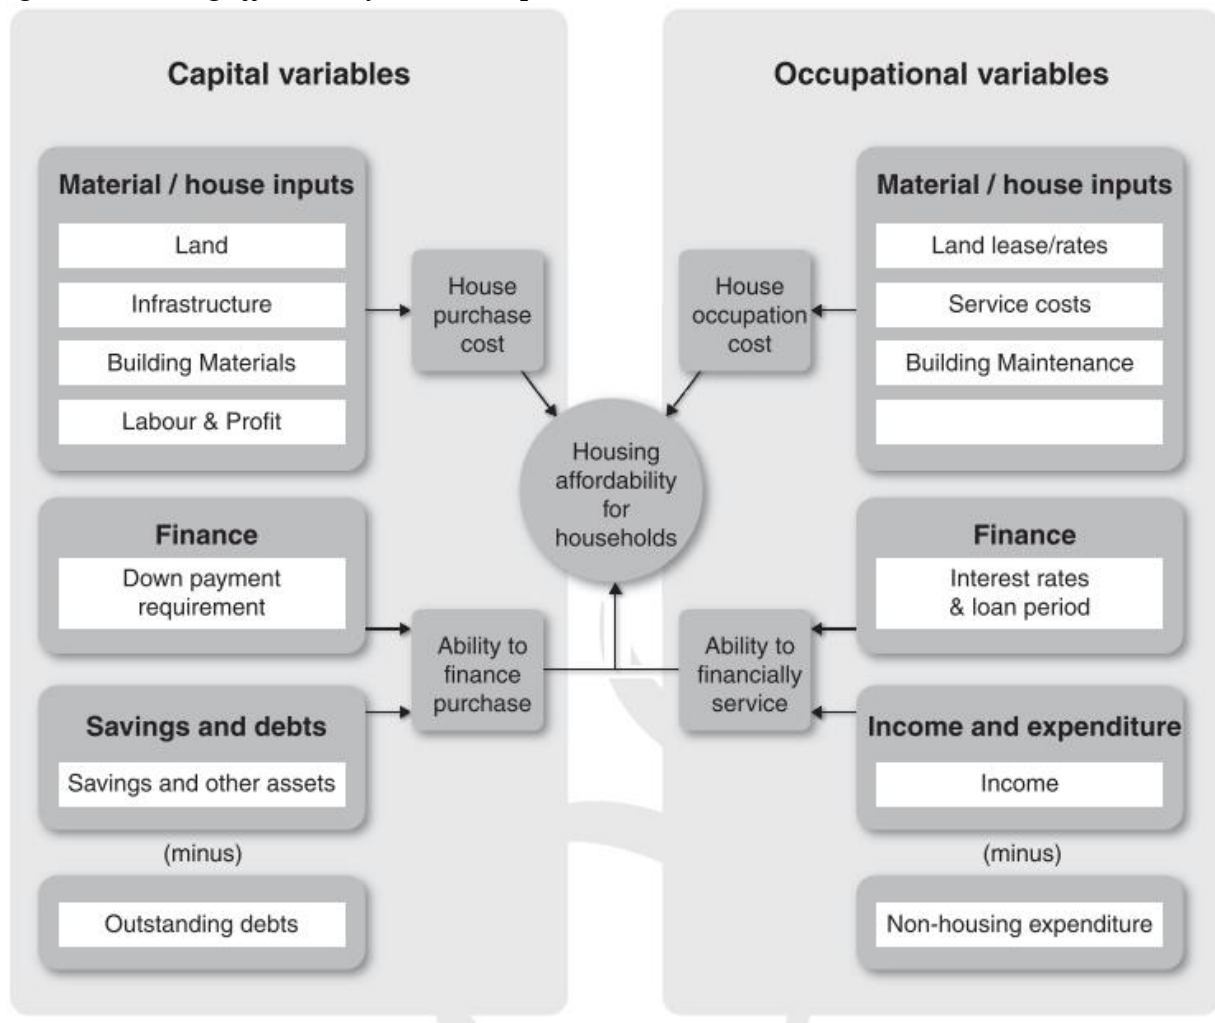 Capital variables
Material / house inputs
Land
Infrastructure
Building Materials
Labour & Profit
House
purchase
cost
Finance
Down payment
requirement
Savings and debts
Savings and other assets
(minus)
Outstanding debts
Ability to
finance
purchase
Housing
affordability
for
households
Occupational variables
Material / house inputs
Land lease/rates
Service costs
Building Maintenance
House
occupation
cost
Finance
Interest rates
& loan period
Income and expenditure
Income
(minus)
Non-housing expenditure
Ability to
financially
service